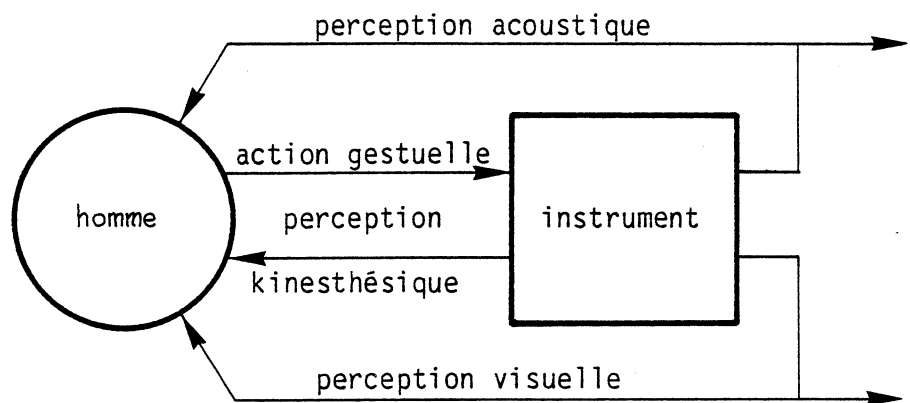 perception acoustique
action gestuelle
homme
perception
instrument
kinesthésique
perception visuelle